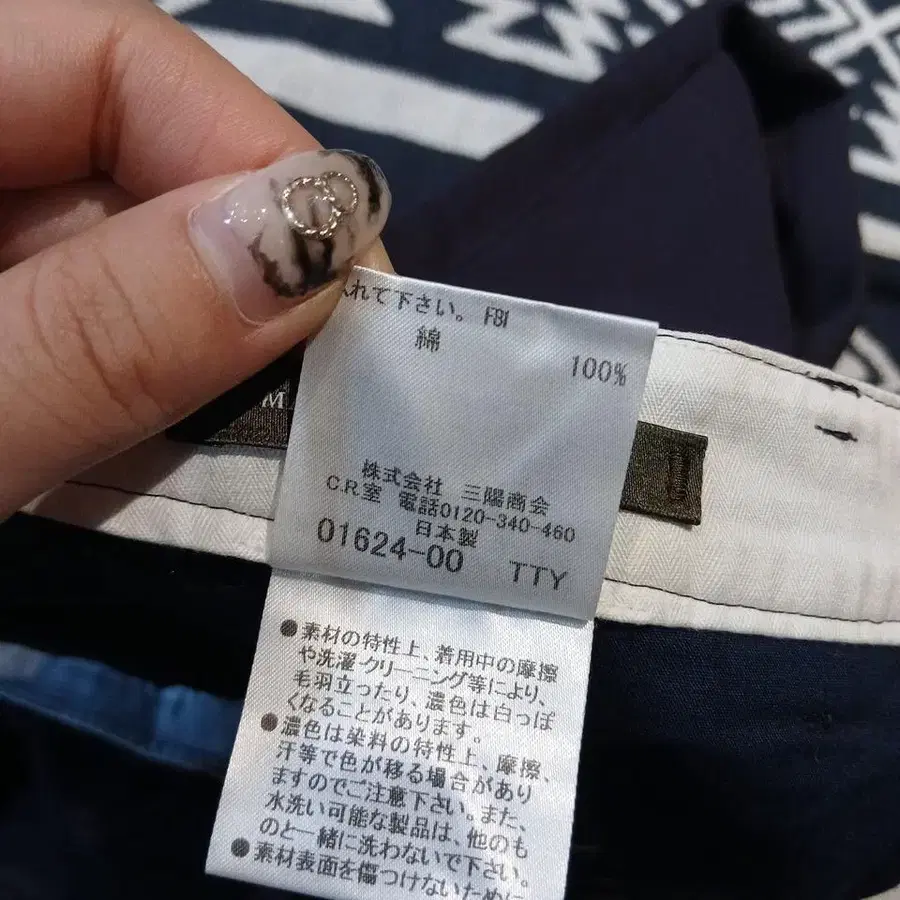 れて下さい。 F81
綿 100%
株式会社 三陽商会
C.R室 電話0120-340-460
日本製
01624-00 TTY
M
●素材の特性上、着用中の摩擦
や洗濯・クリーニング等により、
毛羽立ったり、濃色は白っぽ
くなることがあります。
●濃色は染料の特性上、摩擦、
汗等で色が移る場合があり
ますのでご注意下さい。また、
水洗い可能な製品は、他のも
のと一緒に洗わないで下さい。
●素材表面を傷つけないために